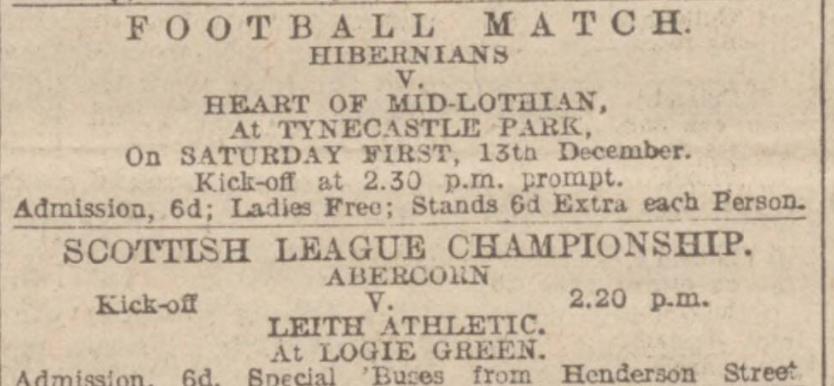 FOOTBALL MATCH.
HIBERNIANS
V.
HEART OF MID-LOTHIAN,
At TYNECASTLE PARK,
On SATURDAY FIRST, 13th December.
Kick-off at 2.30 p.m. prompt.
Admission, 6d; Ladies Free; Stands 6d Extra each Person.
SCOTTISH LEAGUE CHAMPIONSHIP.
ABERCORN
Kick-off V. 2.20 p.m.
LEITH ATHLETIC.
At LOGIE GREEN.
Admission, 6d. Special 'Buses from Henderson Street